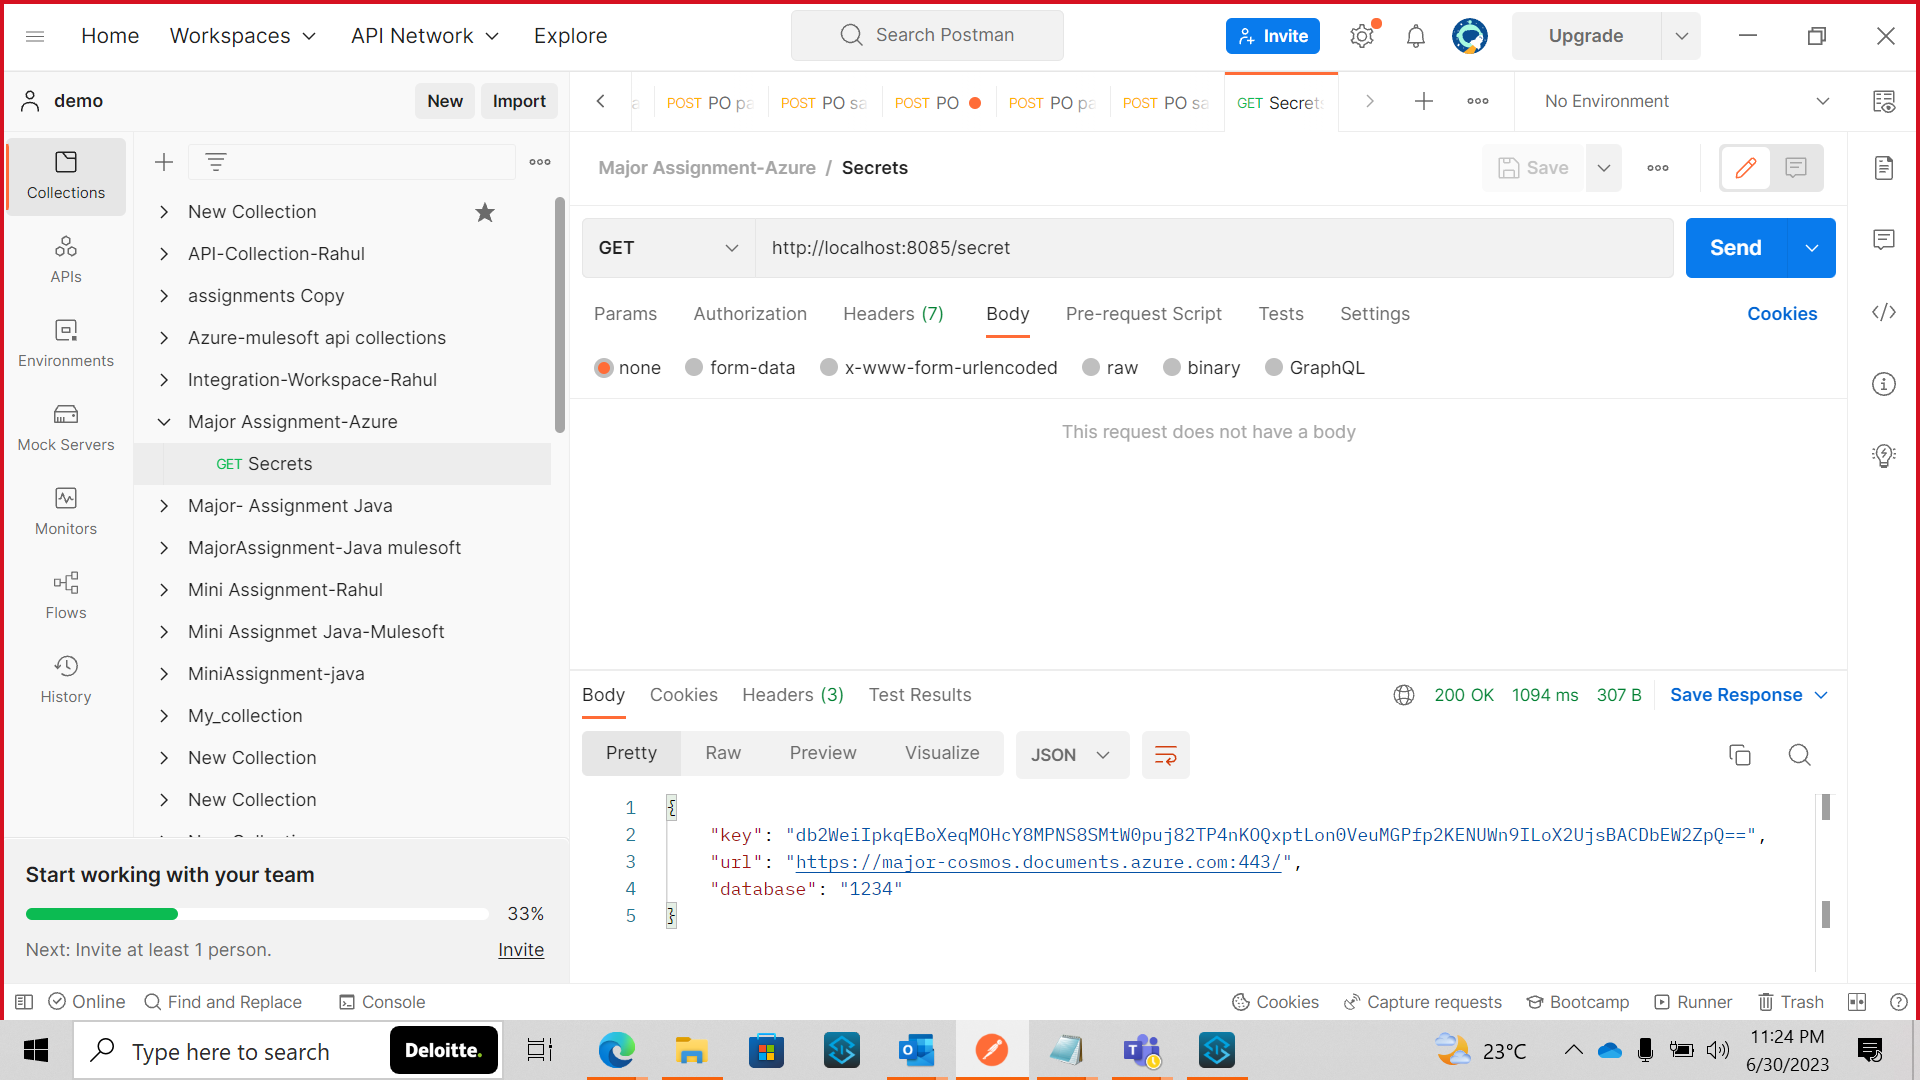 Home Workspaces API Network Explore Search Postman Invite Upgrade
demo New Import
POST PO pa POST PO sa POST PO POST PO pa POST PO sa GET Secret No Environment
Collections
APIs
Environments
Mock Servers
Monitors
Flows
History
New Collection
API-Collection-Rahul
assignments Copy
Azure-mulesoft api collections
Integration-Workspace-Rahul
Major Assignment-Azure
GET Secrets
Major- Assignment Java
MajorAssignment-Java mulesoft
Mini Assignment-Rahul
Mini Assignmet Java-Mulesoft
MiniAssignment-java
My_collection
New Collection
New Collection
Start working with your team
33%
Next: Invite at least 1 person. Invite
Major Assignment-Azure / Secrets Save
GET http://localhost:8085/secret Send
Params Authorization Headers (7) Body Pre-request Script Tests Settings Cookies
none form-data x-www-form-urlencoded raw binary GraphQL
This request does not have a body
Body Cookies Headers (3) Test Results 200 OK 1094 ms 307 B Save Response
Pretty Raw Preview Visualize JSON
1 {
2 "key": "db2WeiIpkqEBoXeqMOHcY8MPNS8SMtW0puj82TP4nKOQxptLon0VeuMGPfp2KENUWn9ILoX2UjsBACDbEW2ZpQ==",
3 "url": "https://major-cosmos.documents.azure.com:443/",
4 "database": "1234"
5 }
Online Find and Replace Console Cookies Capture requests Bootcamp Runner Trash
Type here to search Deloitte. 23°C 11:24 PM
6/30/2023